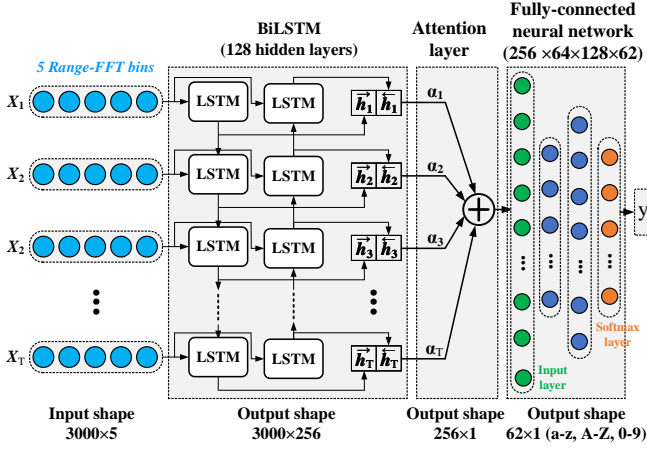 Fully-connected
neural network
(256 ×64×128×62)
BiLSTM
(128 hidden layers)
Attention
layer
5 Range-FFT bins
X1
LSTM
LSTM
h1 h1
α1
X2
LSTM
LSTM
h2 h2
α2
X2
LSTM
LSTM
h3 h3
α3
y
XT
LSTM
LSTM
hT hT
αT
Softmax
layer
Input
layer
Input shape
3000×5
Output shape
3000×256
Output shape
256×1
Output shape
62×1 (a-z, A-Z, 0-9)